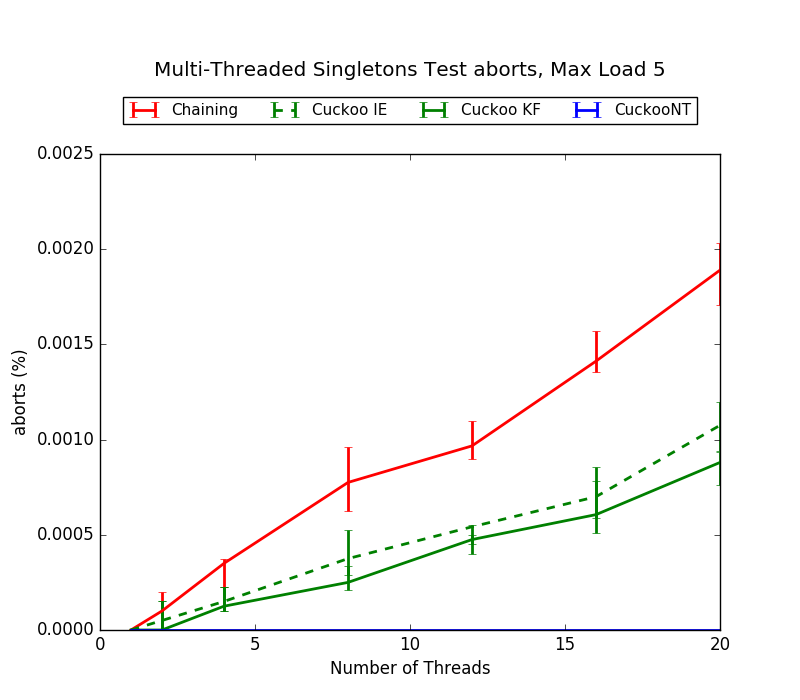 Multi-Threaded Singletons Test aborts, Max Load 5
Chaining Cuckoo IE Cuckoo KF CuckooNT
0.0025
0.0020
0.0015
0.0010
0.0005
0.0000
aborts (%)
0 5 10 15 20
Number of Threads